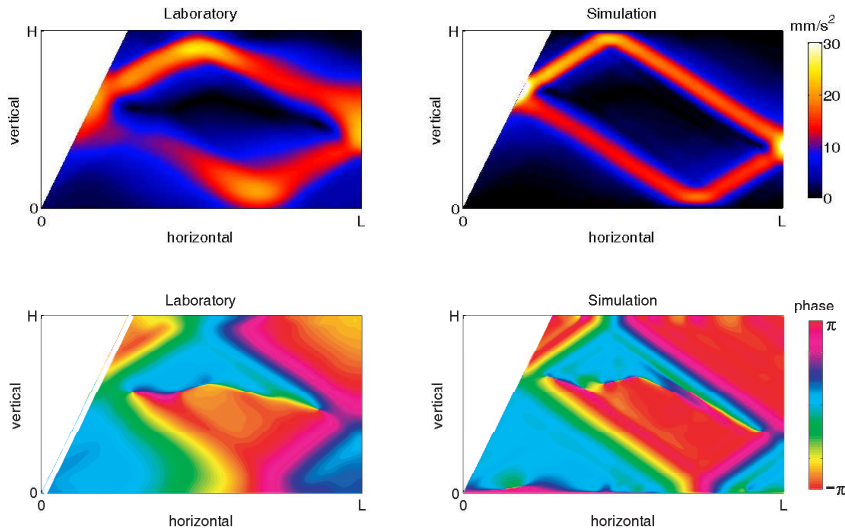 Laboratory
Simulation
mm/s²
H
vertical
0
L
horizontal
H
vertical
0
0
L
horizontal
30
20
10
0
Laboratory
Simulation
phase
H
vertical
0
0
L
horizontal
H
vertical
0
0
L
horizontal
π
−π